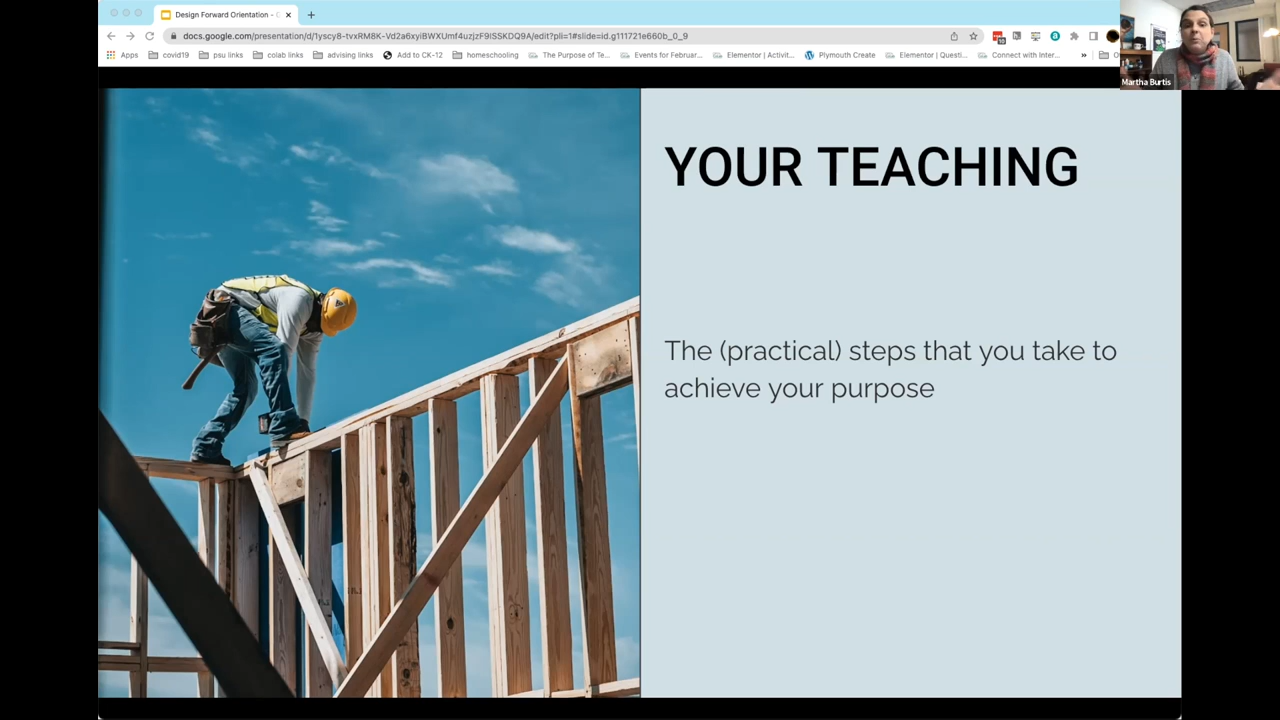 Design Forward Orientation -
docs.google.com/presentation/d/1yscy8-tvxRM8K-Vd2a6xyiBWXUmf4uzjzF9ISSKDQ9A/edit?pli=1#slide=id.g111721e660b_0_9
Apps covid19 psu links colab links advising links Add to CK-12 homeschooling The Purpose of Te... Events for Februar... Elementor | Activit... Plymouth Create Elementor | Questi... Connect with Inter... »
Martha Burtis
YOUR TEACHING
The (practical) steps that you take to
achieve your purpose